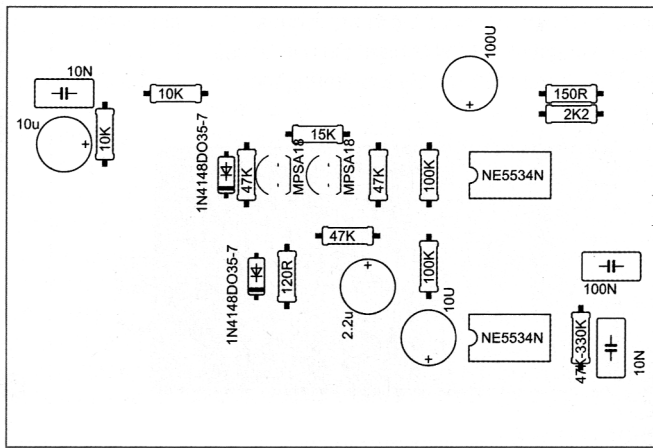 10N
10K
100U
150R
2K2
10u
10K
1N4148DO35-7
15K
47K
MPSA18
MPSA18
47K
100K
NE5534N
47K
1N4148DO35-7
120R
2.2u
100K
10U
100N
NE5534N
47K-330K
10N